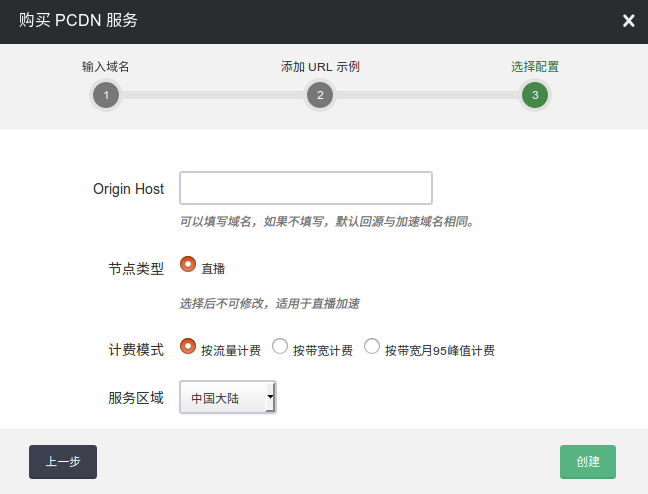 购买 PCDN 服务
输入域名 添加 URL 示例 选择配置
1 2 3
Origin Host
可以填写域名，如果不填写，默认回源与加速域名相同。
节点类型 直播
选择后不可修改，适用于直播加速
计费模式 按流量计费 按带宽计费 按带宽月95峰值计费
服务区域 中国大陆
上一步 创建